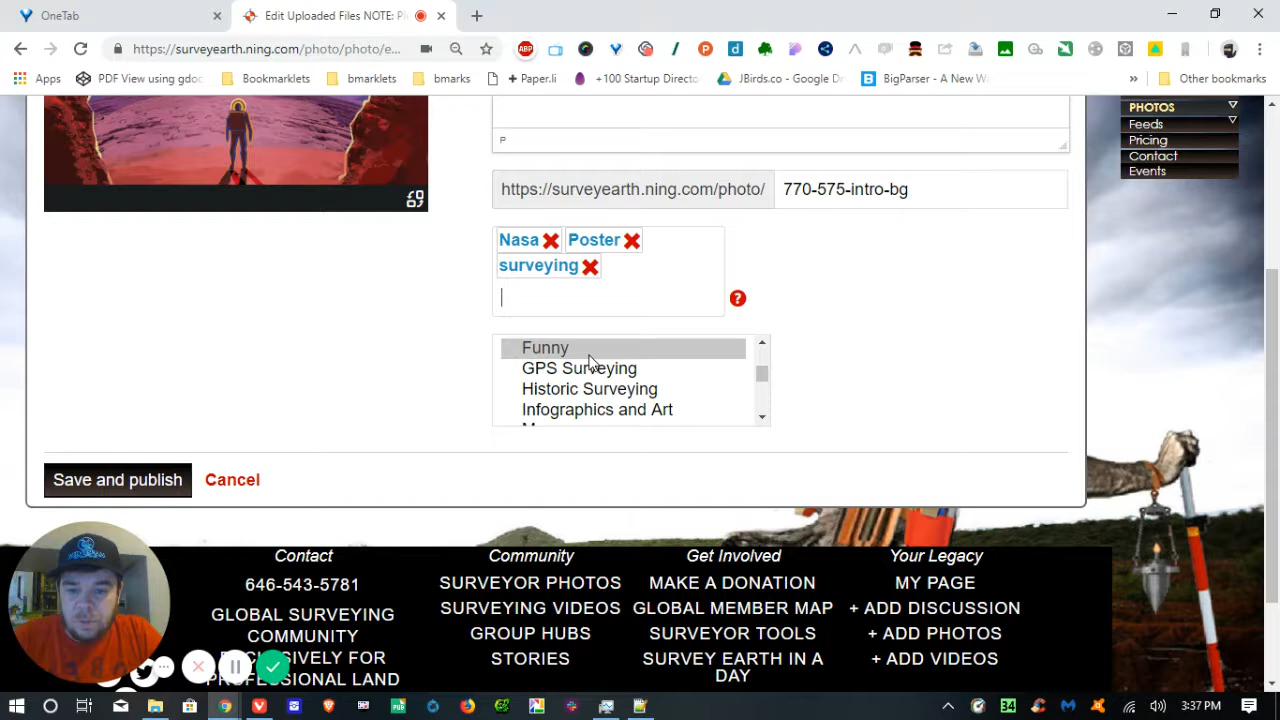 OneTab
Edit Uploaded Files NOTE: Pl
https://surveyearth.ning.com/photo/photo/e...
ABP
Apps
PDF View using gdoc
Bookmarklets
bmarklets
bmarks
+ Paper.li
+100 Startup Directo
JBirds.co - Google Dr
BigParser - A New W
»
Other bookmarks
PHOTOS
Feeds
Pricing
Contact
Events
P
https://surveyearth.ning.com/photo/
770-575-intro-bg
Nasa
Poster
surveying
?
Funny
GPS Surveying
Historic Surveying
Infographics and Art
Save and publish
Cancel
Contact
646-543-5781
GLOBAL SURVEYING
COMMUNITY
FOR
LAND
Community
SURVEYOR PHOTOS
SURVEYING VIDEOS
GROUP HUBS
STORIES
Get Involved
MAKE A DONATION
GLOBAL MEMBER MAP
SURVEYOR TOOLS
SURVEY EARTH IN A
DAY
Your Legacy
MY PAGE
+ ADD DISCUSSION
+ ADD PHOTOS
+ ADD VIDEOS
PUB
34
3:37 PM